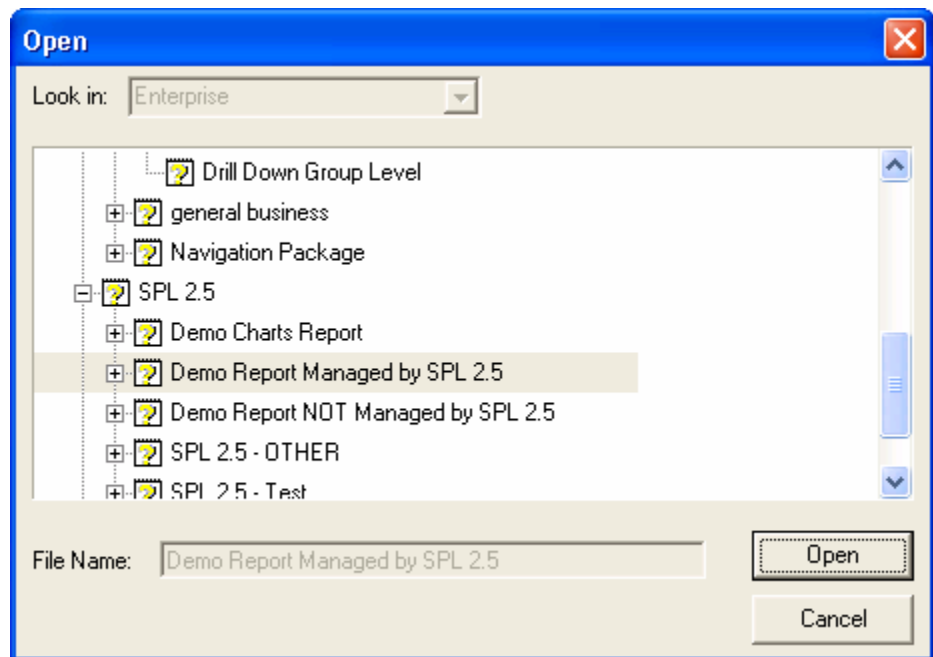 Open
Look in: Enterprise
Drill Down Group Level
general business
Navigation Package
SPL 2.5
Demo Charts Report
Demo Report Managed by SPL 2.5
Demo Report NOT Managed by SPL 2.5
SPL 2.5 - OTHER
SPL 2.5 - Test
File Name: Demo Report Managed by SPL 2.5
Open
Cancel